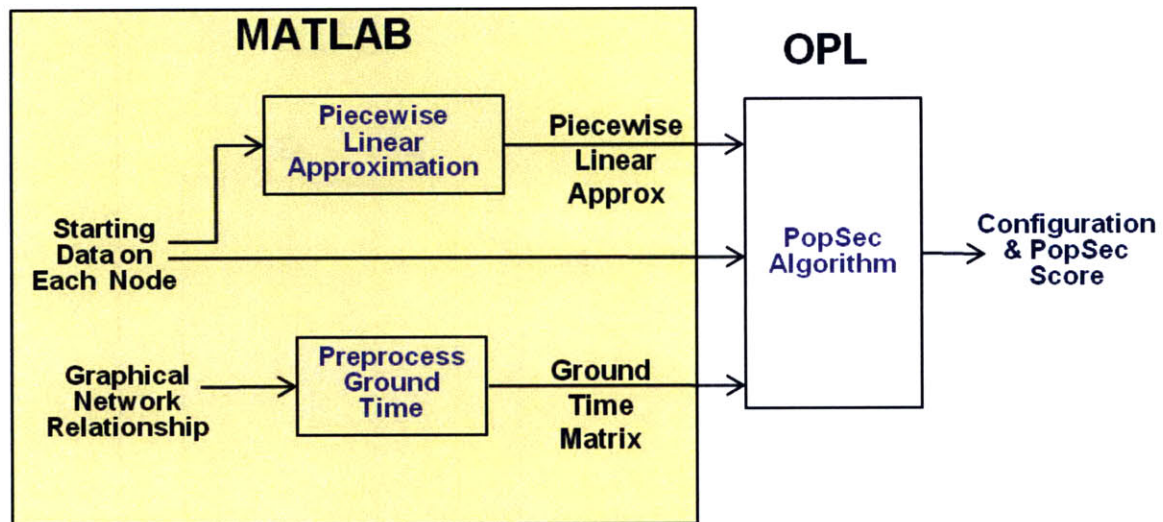 MATLAB
OPL
Piecewise
Linear
Approximation
Piecewise
Linear
Approx
Starting
Data on
Each Node
PopSec
Algorithm
Configuration
& PopSec
Score
Graphical
Network
Relationship
Preprocess
Ground
Time
Ground
Time
Matrix